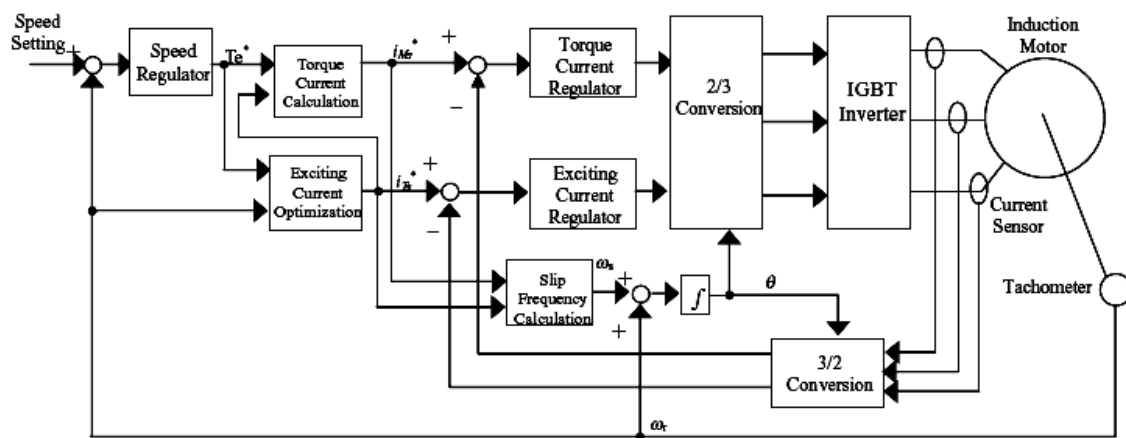 Speed
Setting
+
Speed
Regulator
Te*
Torque
Current
Calculation
+
−
Torque
Current
Regulator
2/3
Conversion
IGBT
Inverter
Induction
Motor
Exciting
Current
Optimization
+
−
Exciting
Current
Regulator
Current
Sensor
Tachometer
Slip
Frequency
Calculation
ωs
+
+
∫
θ
3/2
Conversion
ωr